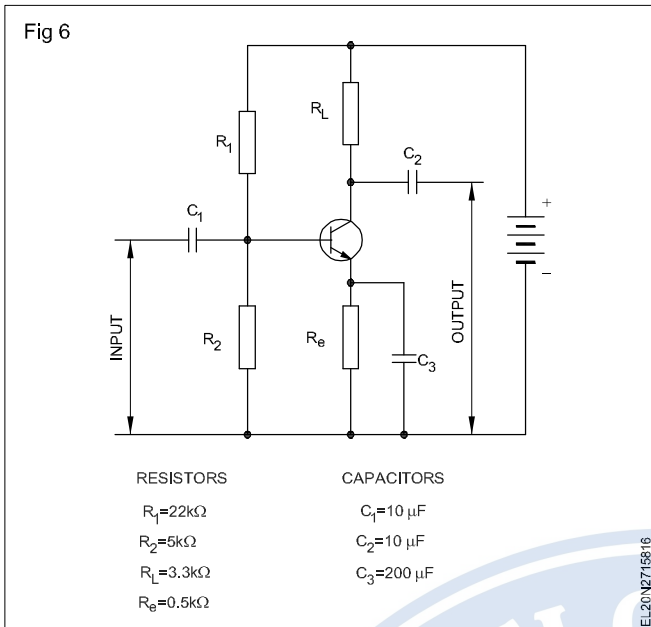 Fig 6
R1
RL
C2
C1
+
−
INPUT
R2
Re
C3
OUTPUT
RESISTORS
R1=22kΩ
R2=5kΩ
RL=3.3kΩ
Re=0.5kΩ
CAPACITORS
C1=10 µF
C2=10 µF
C3=200 µF
EL20N2715816